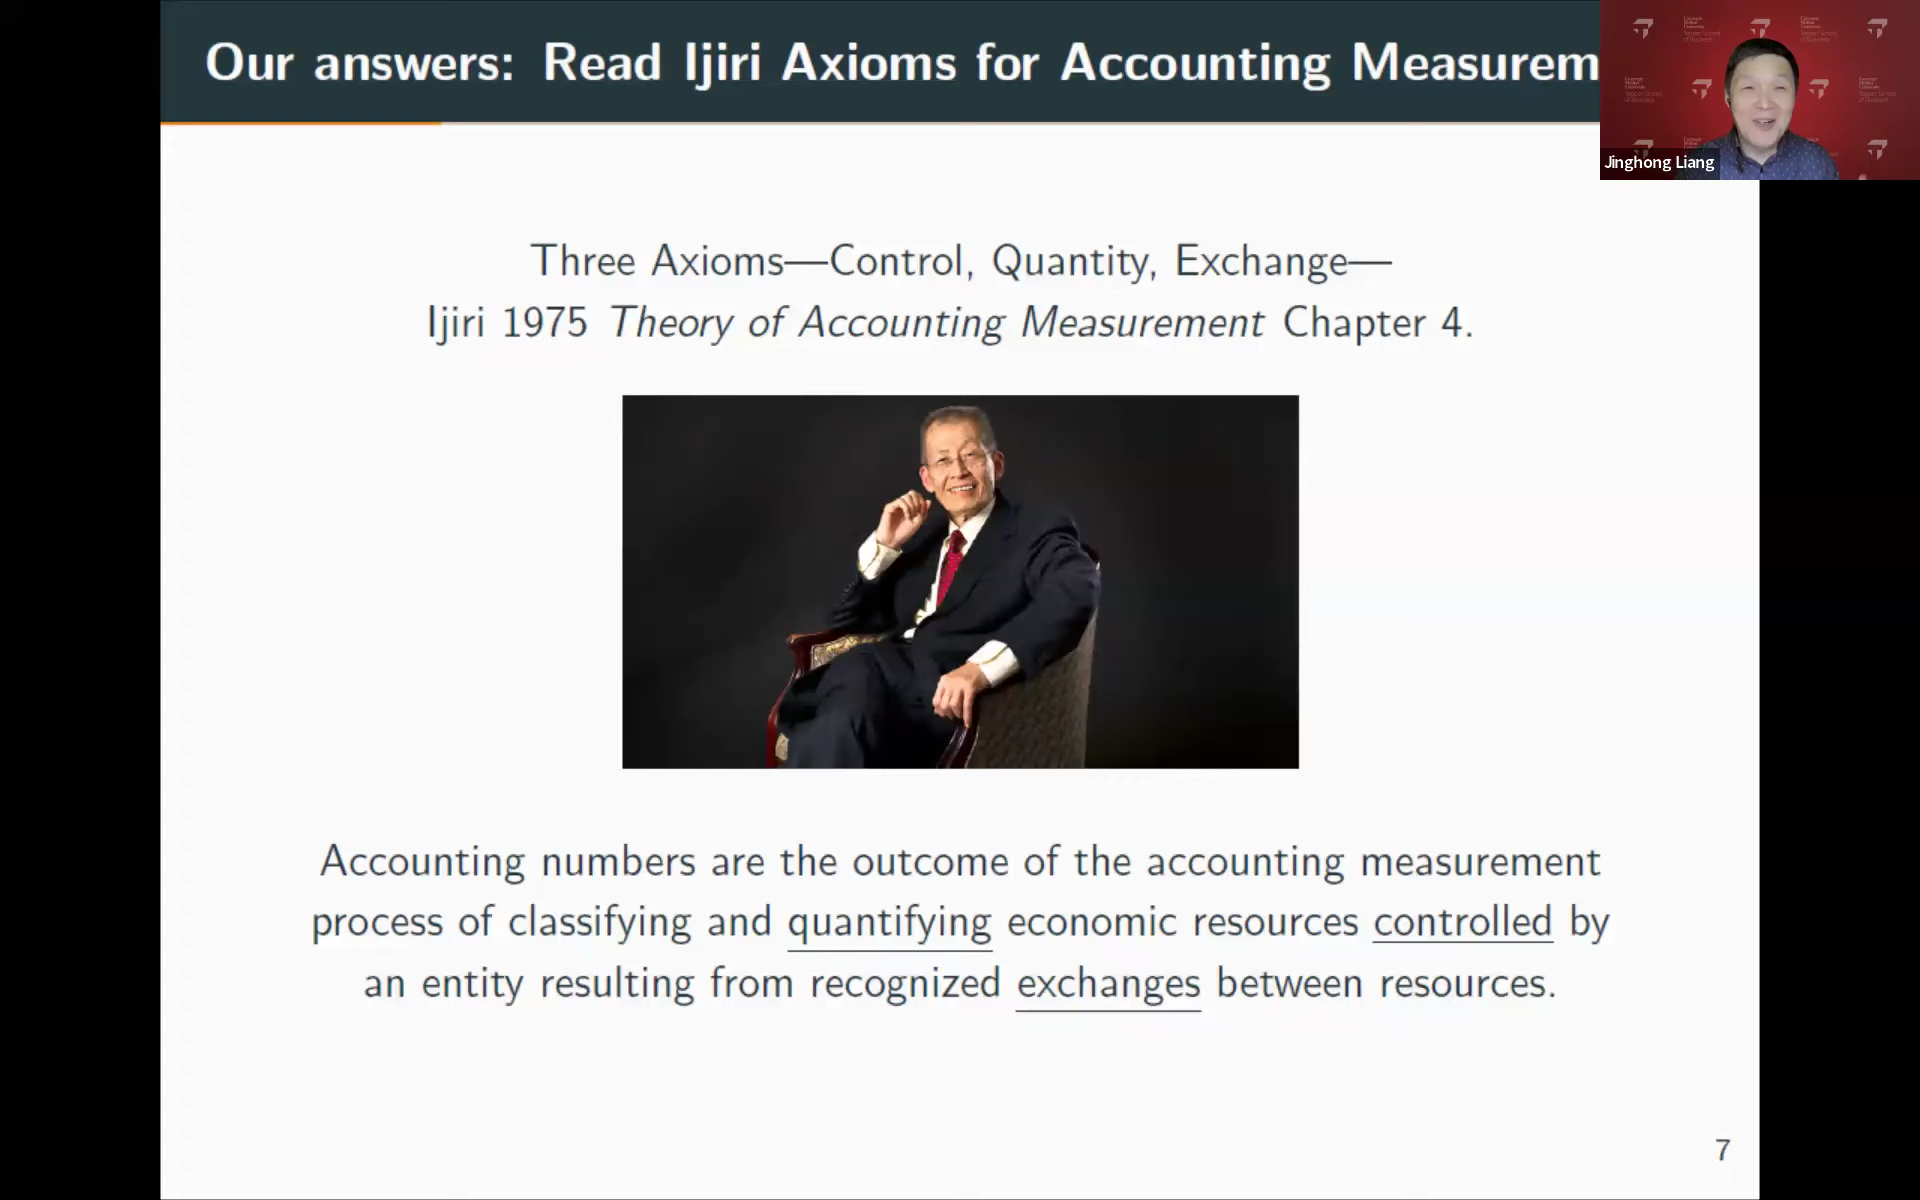 Our answers: Read Ijiri Axioms for Accounting Measurem
Jinghong Liang
Three Axioms—Control, Quantity, Exchange—
Ijiri 1975 Theory of Accounting Measurement Chapter 4.
Accounting numbers are the outcome of the accounting measurement
process of classifying and quantifying economic resources controlled by
an entity resulting from recognized exchanges between resources.
7